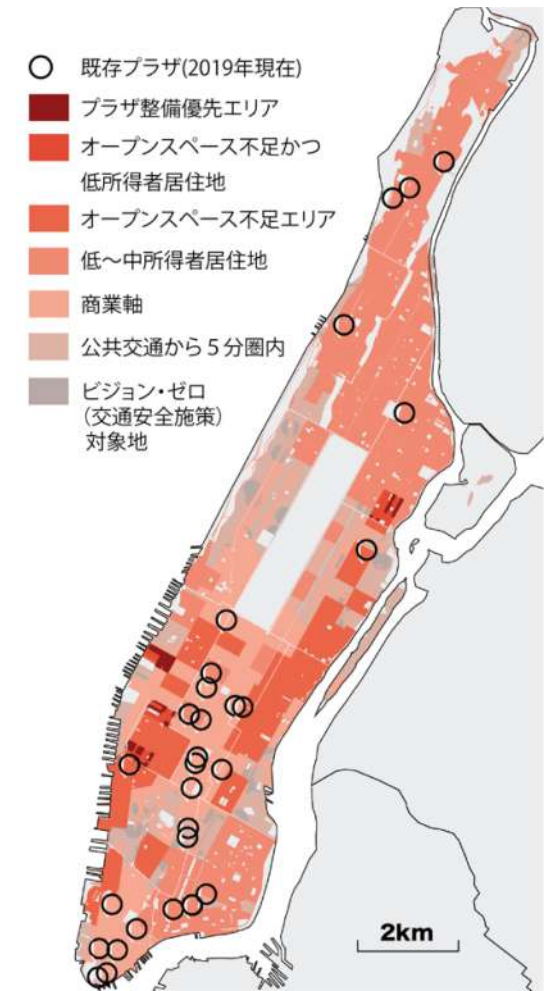 既存プラザ(2019年現在)
プラザ整備優先エリア
オープンスペース不足かつ
低所得者居住地
オープンスペース不足エリア
低〜中所得者居住地
商業軸
公共交通から5分圏内
ビジョン・ゼロ
（交通安全施策）
対象地
2km